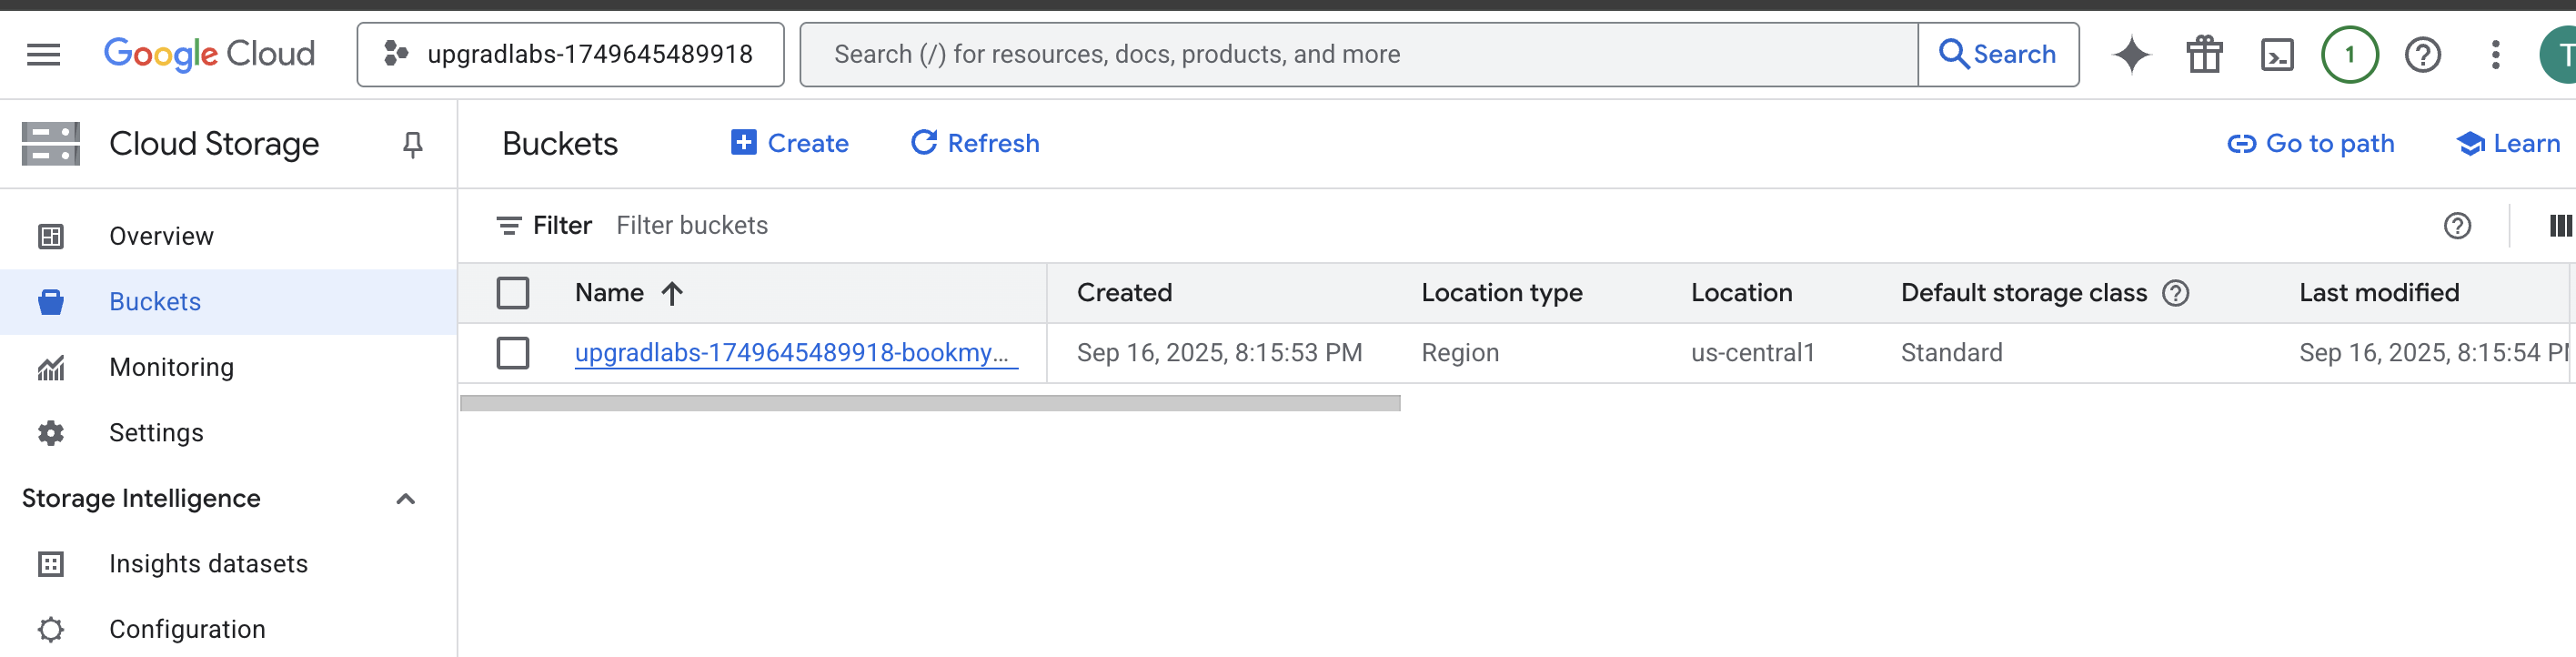 Google Cloud
upgradlabs-1749645489918
Search (/) for resources, docs, products, and more
Search
1
T
Cloud Storage
Buckets
Create
Refresh
Go to path
Learn
Overview
Buckets
Monitoring
Settings
Storage Intelligence
Insights datasets
Configuration
Filter Filter buckets
Name Created Location type Location Default storage class Last modified
upgradlabs-1749645489918-bookmy... Sep 16, 2025, 8:15:53 PM Region us-central1 Standard Sep 16, 2025, 8:15:54 PM